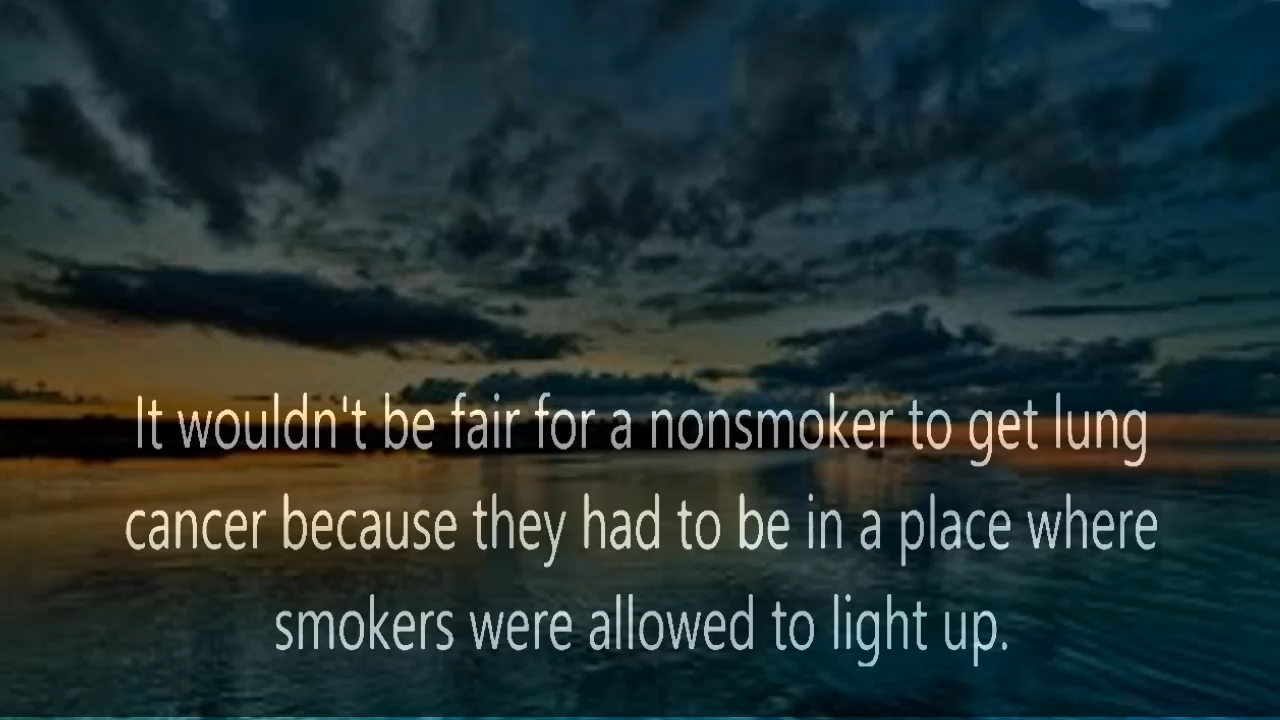 It wouldn't be fair for a nonsmoker to get lung
cancer because they had to be in a place where
smokers were allowed to light up.